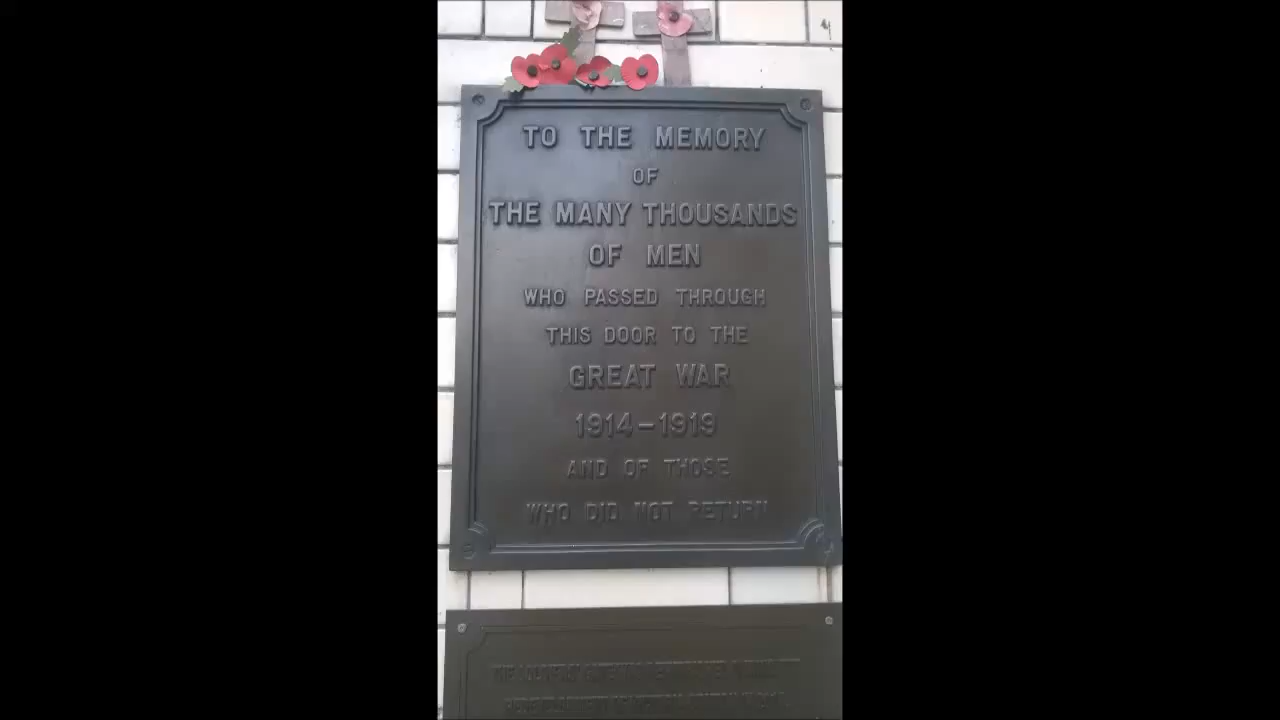 TO THE MEMORY
OF
THE MANY THOUSANDS
OF MEN
WHO PASSED THROUGH
THIS DOOR TO THE
GREAT WAR
1914-1919
AND OF THOSE
WHO DID NOT RETURN